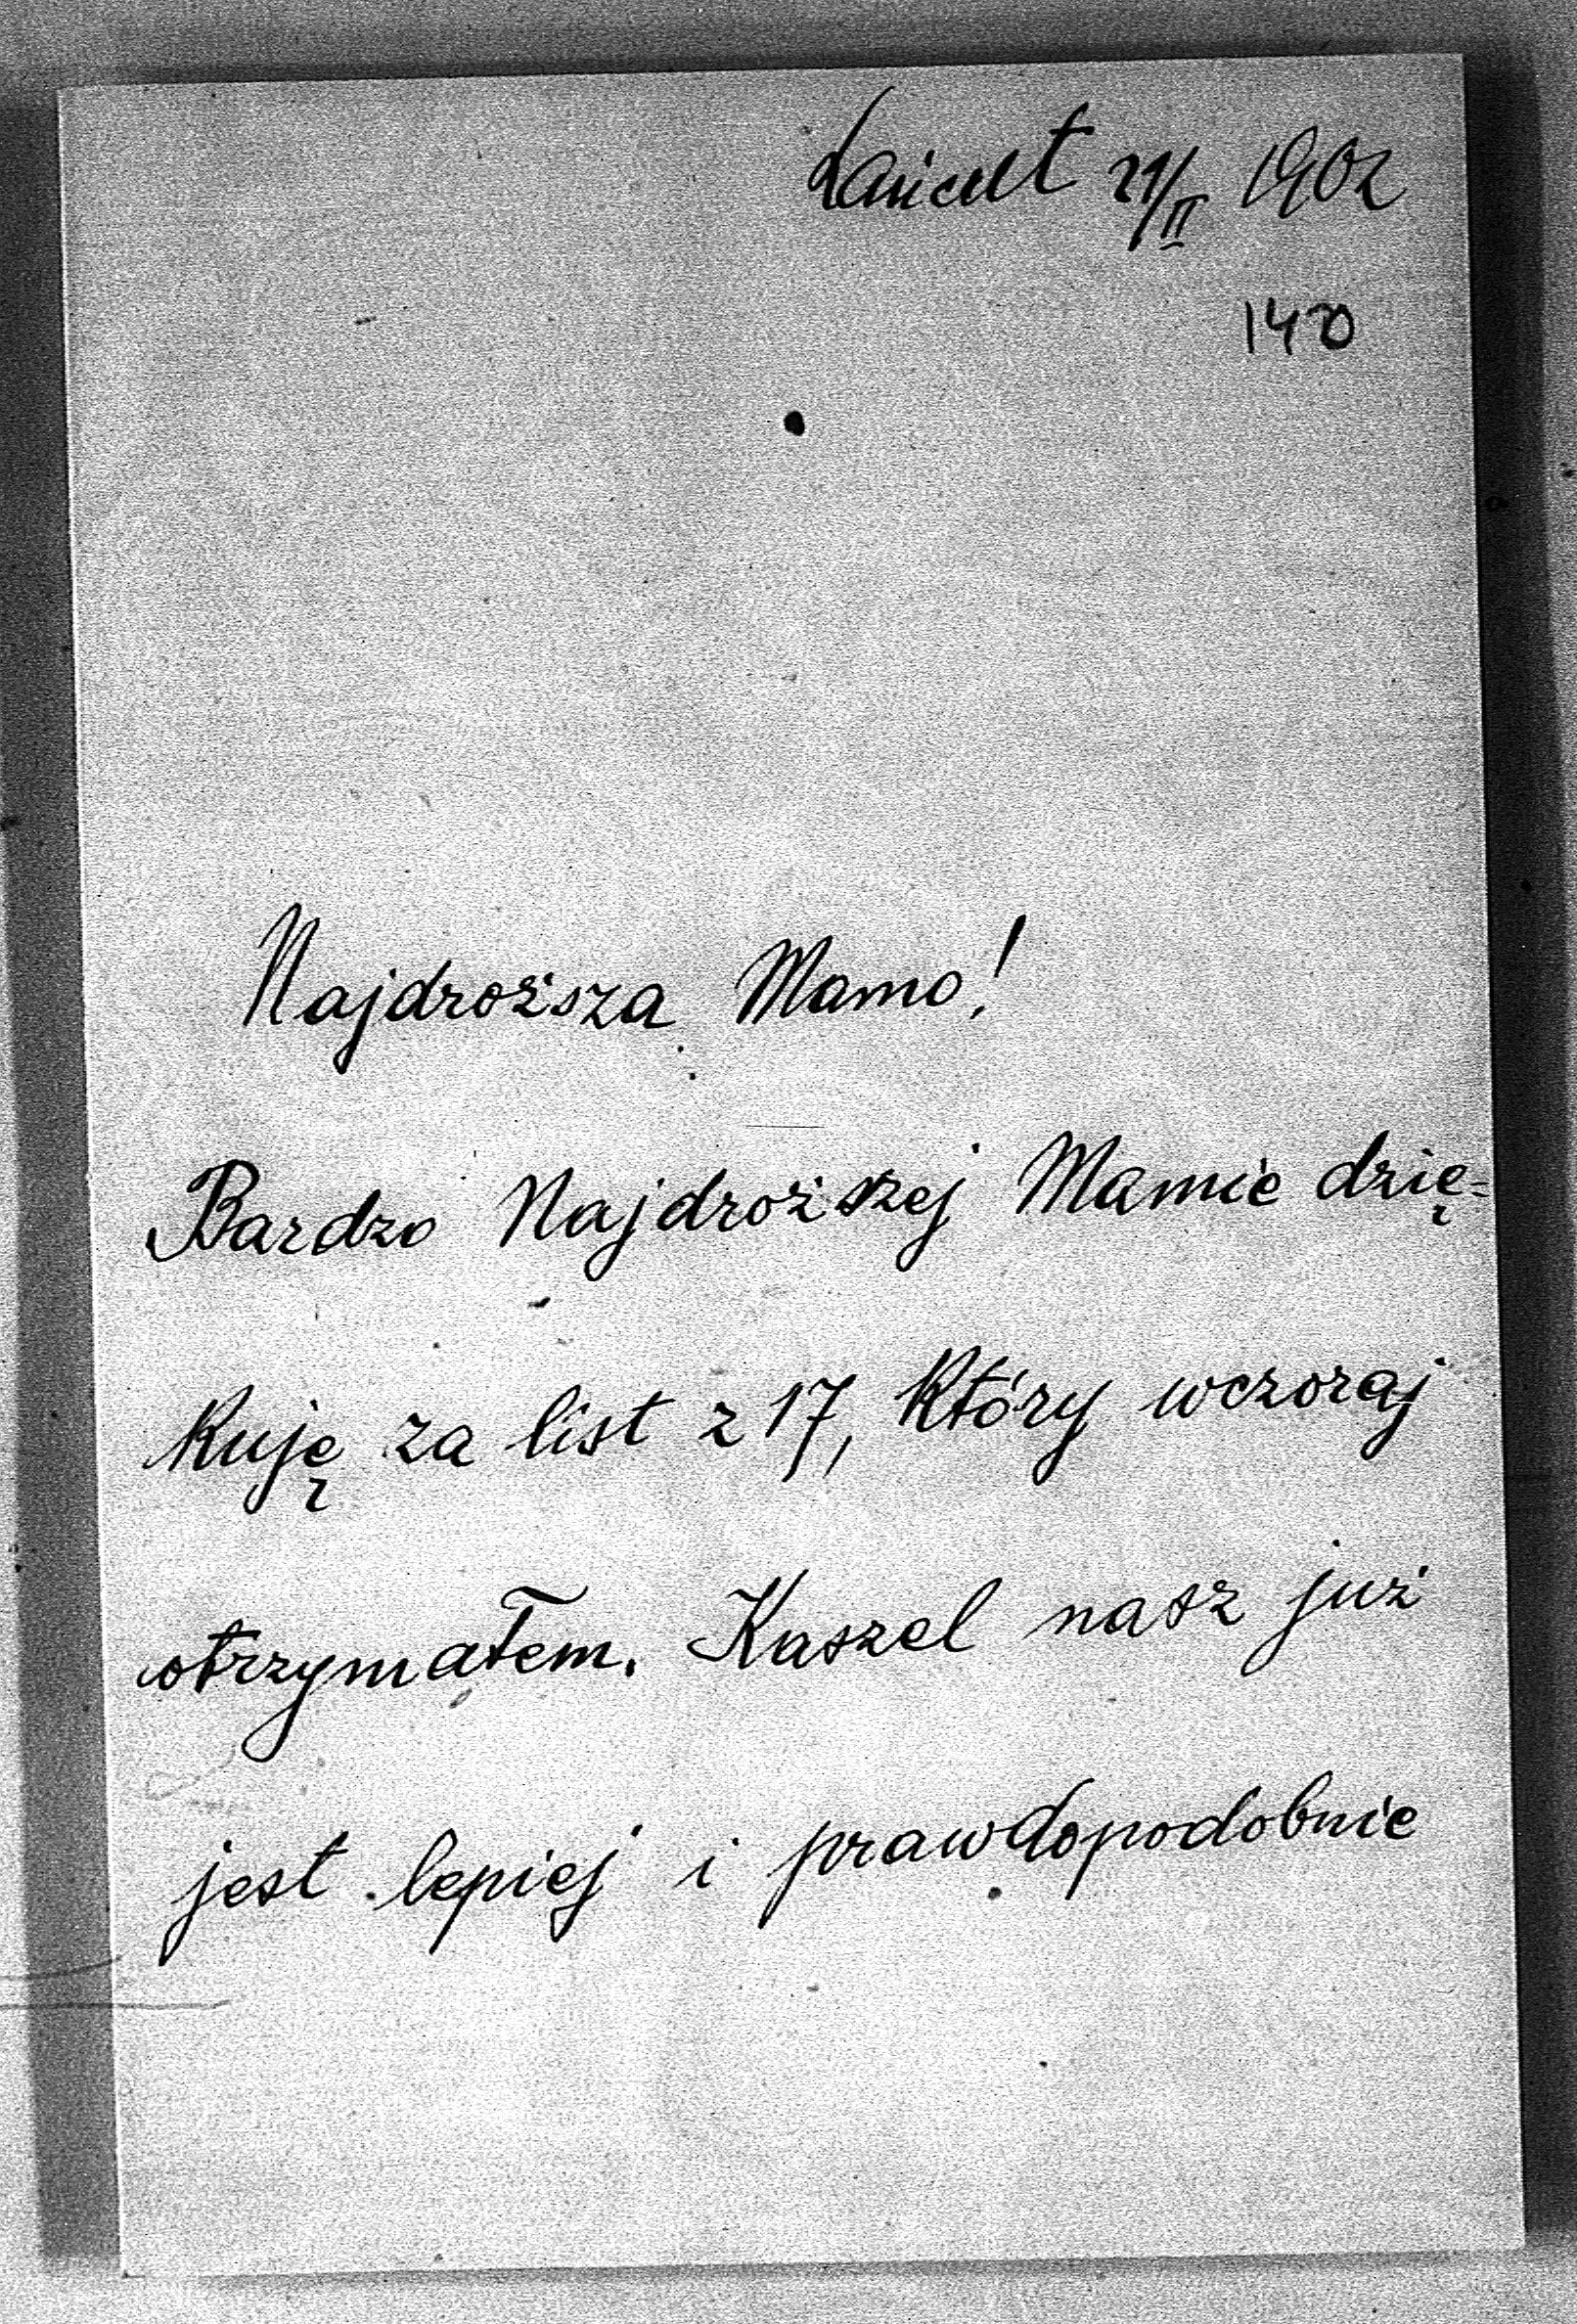 Łańcut 21/II 1902
140
Najdroższa Mamo!
Bardzo Najdroższej Mamie dzię-
kuję za list z 17, który wczoraj
otrzymałem. Kaszel nasz już
jest lepiej i prawdopodobnie